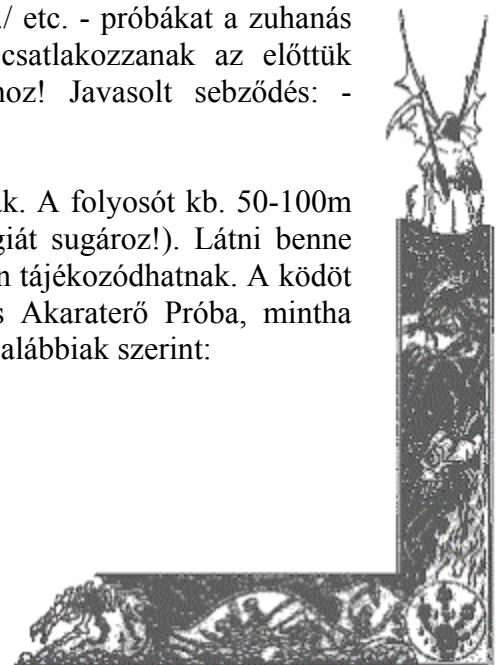 ./ etc. - próbákat a zuhanás
csatlakozzanak az előttük
hoz! Javasolt sebződés: -
ak. A folyosót kb. 50-100m
giát sugároz!). Látni benne
n tájékozódhatnak. A ködöt
s Akaraterő Próba, mintha
alábbiak szerint: